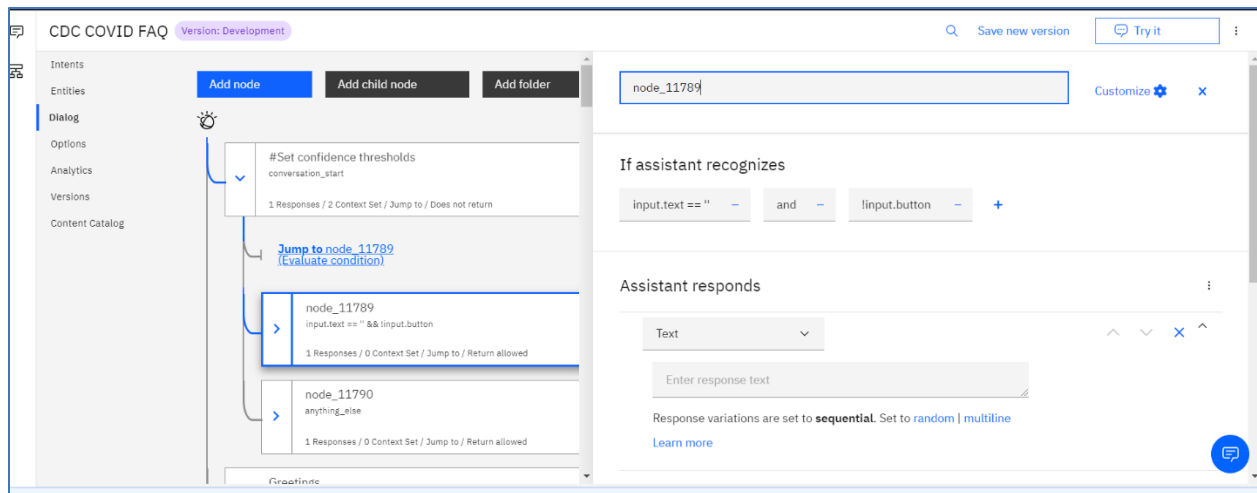 CDC COVID FAQ Version: Development
Save new version
Try it
Intents
Entities
Dialog
Options
Analytics
Versions
Content Catalog
Add node
Add child node
Add folder
#Set confidence thresholds
conversation_start
1 Responses / 2 Context Set / Jump to / Does not return
Jump to node_11789
(Evaluate condition)
node_11789
input.text == '' && !input.button
1 Responses / 0 Context Set / Jump to / Return allowed
node_11790
anything_else
1 Responses / 0 Context Set / Jump to / Return allowed
Greetings
node_11789
Customize
If assistant recognizes
input.text == '' and !input.button
Assistant responds
Text
Enter response text
Response variations are set to sequential. Set to random | multiline
Learn more